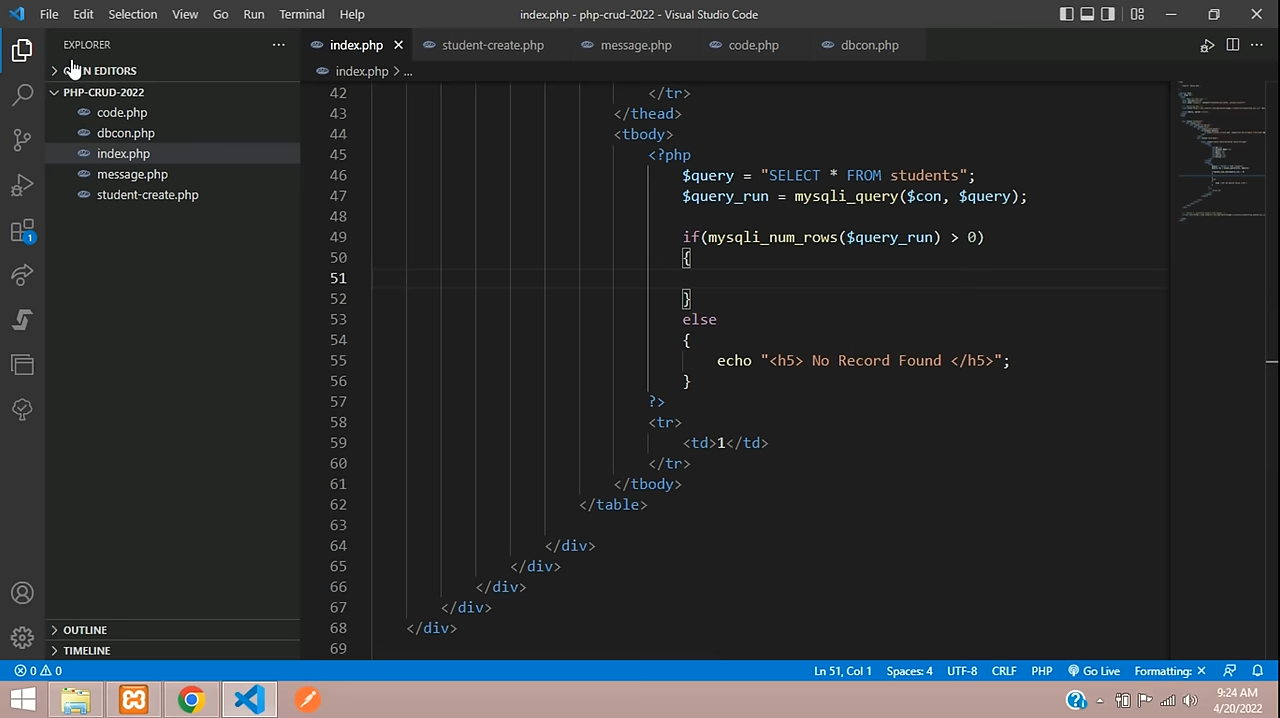 File Edit Selection View Go Run Terminal Help
index.php - php-crud-2022 - Visual Studio Code
EXPLORER
OPEN EDITORS
PHP-CRUD-2022
code.php
dbcon.php
index.php
message.php
student-create.php
OUTLINE
TIMELINE
1
index.php student-create.php message.php code.php dbcon.php
index.php > ...
42 </tr>
43 </thead>
44 <tbody>
45 <?php
46 $query = "SELECT * FROM students";
47 $query_run = mysqli_query($con, $query);
48
49 if(mysqli_num_rows($query_run) > 0)
50 {
51
52 }
53 else
54 {
55 echo "<h5> No Record Found </h5>";
56 }
57 ?>
58 <tr>
59 <td>1</td>
60 </tr>
61 </tbody>
62 </table>
63
64 </div>
65 </div>
66 </div>
67 </div>
68 </div>
69
0 0 Ln 51, Col 1 Spaces: 4 UTF-8 CRLF PHP Go Live Formatting: ×
9:24 AM
4/20/2022